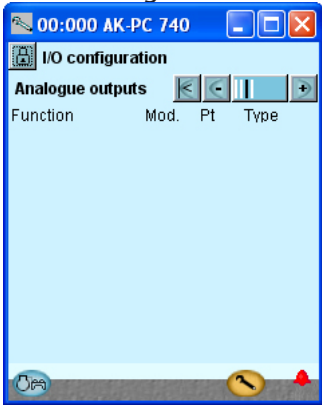 00:000 AK-PC 740
I/O configuration
Analogue outputs
Function Mod. Pt Type